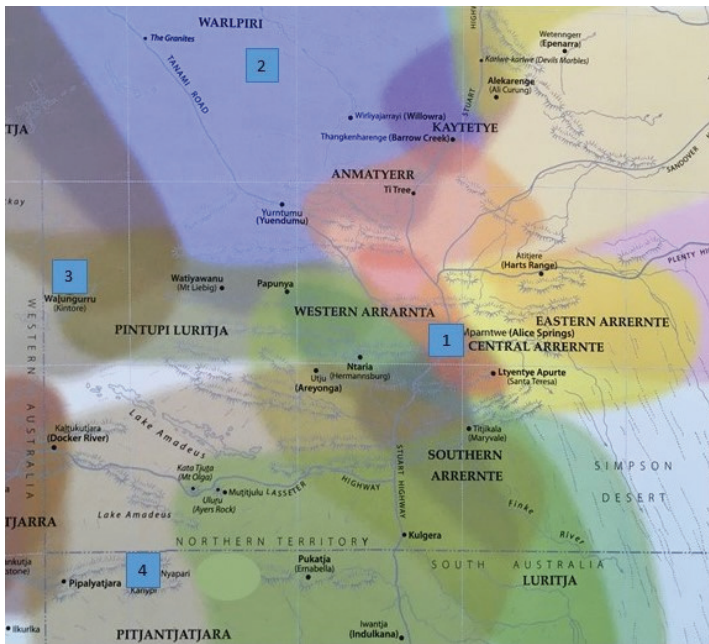 WARLPIRI
The Granites
2
TANAMI ROAD
HIGHWAY
STUART
Wetenngerr
(Epenarra)
Karlwe-karlwe (Devils Marbles)
Alekarenge
(Ali Curung)
Wirliyajarrayi (Willowra)
KAYTETYE
Thangkenharenge (Barrow Creek)
SANDOVER
ANMATYERR
Ti Tree
Yurntumu
(Yuendumu)
3
Walungurru
(Kintore)
Watiyawanu
(Mt Liebig)
Papunya
Atitjere
(Harts Range)
PLENTY
WESTERN ARRARNTA
PINTUPI LURITJA
1
Mparntwe (Alice Springs)
EASTERN ARRERNTE
CENTRAL ARRERNTE
Ntaria
(Hermannsburg)
Utju
(Areyonga)
Ltyentye Apurte
(Santa Teresa)
WESTERN AUSTRALIA
Kaltukutjara
(Docker River)
Lake Amadeus
Titjikala
(Maryvale)
SOUTHERN
ARRERNTE
SIMPSON
DESERT
Kata Tjuta
(Mt Olga)
Mutitjulu
Uluru
(Ayers Rock)
LASSETER HIGHWAY
STUART HIGHWAY
Lake Amadeus
Finke River
NORTHERN TERRITORY
Kulgera
SOUTH AUSTRALIA
LURITJA
4
Nyapari
Kanypi
Pipalyatjara
Pukatja
(Ernabella)
PITJANTJATJARA
Iwantja
(Indulkana)